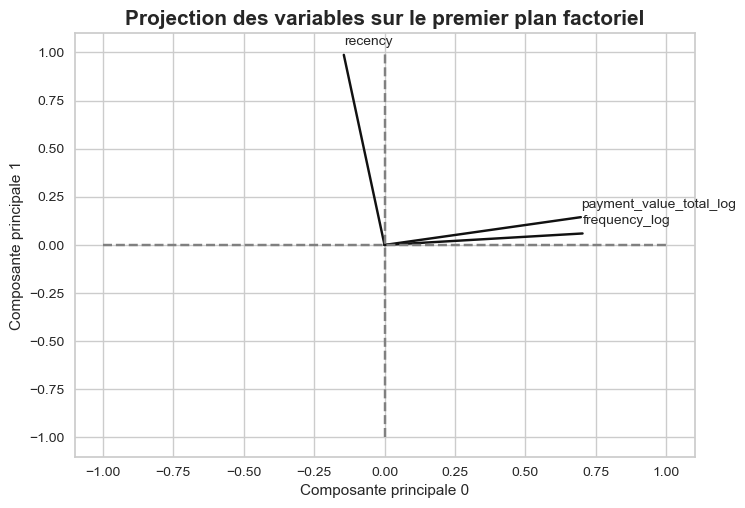 Projection des variables sur le premier plan factoriel
recency
1.00
0.75
0.50
0.25
0.00
−0.25
−0.50
−0.75
−1.00
payment_value_total_log
frequency_log
Composante principale 1
−1.00 −0.75 −0.50 −0.25 0.00 0.25 0.50 0.75 1.00
Composante principale 0